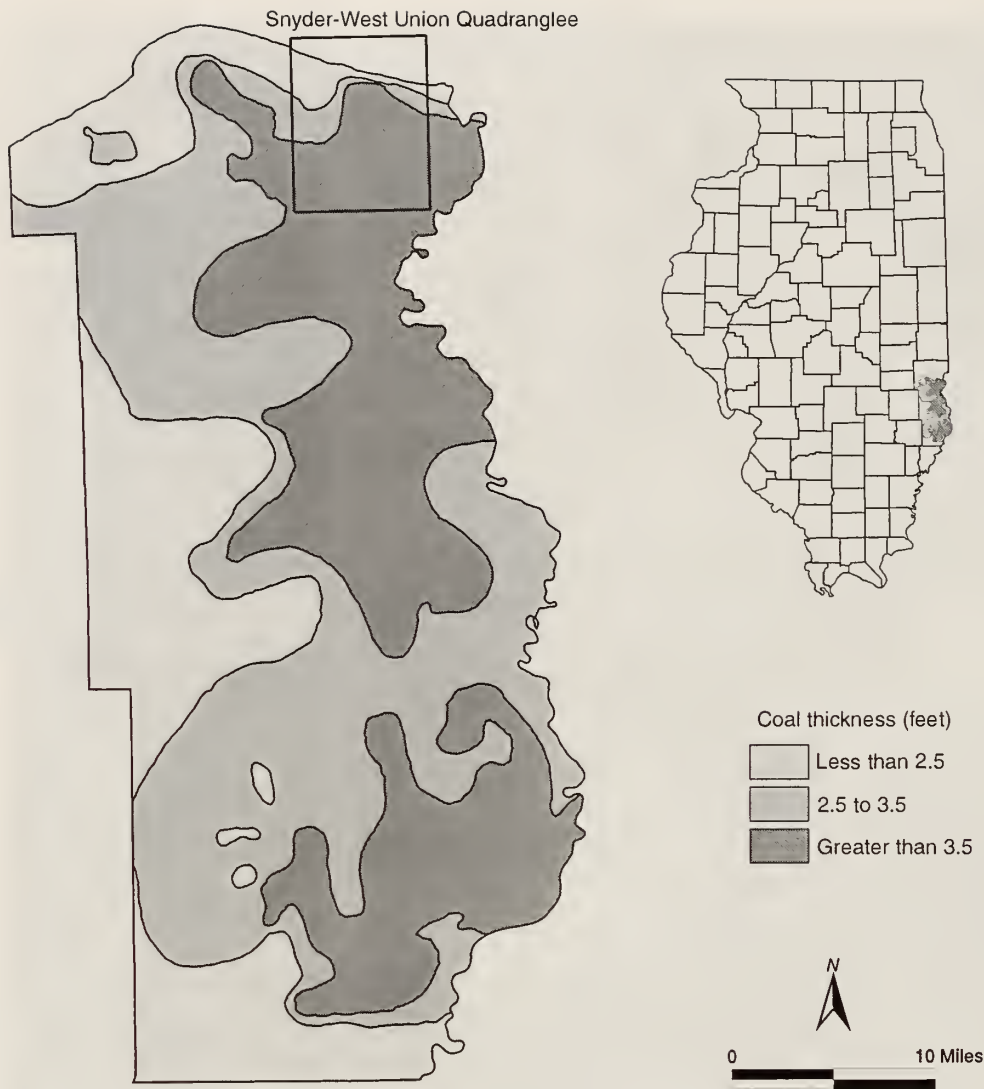 Snyder-West Union Quadranglee
Coal thickness (feet)
Less than 2.5
2.5 to 3.5
Greater than 3.5
N
0 10 Miles